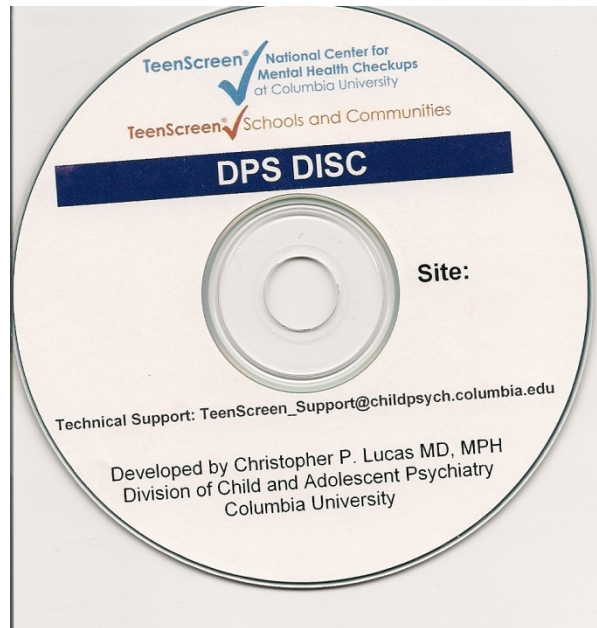 TeenScreen® National Center for
Mental Health Checkups
at Columbia University
TeenScreen® Schools and Communities
DPS DISC
Site:
Technical Support: TeenScreen_Support@childpsych.columbia.edu
Developed by Christopher P. Lucas MD, MPH
Division of Child and Adolescent Psychiatry
Columbia University